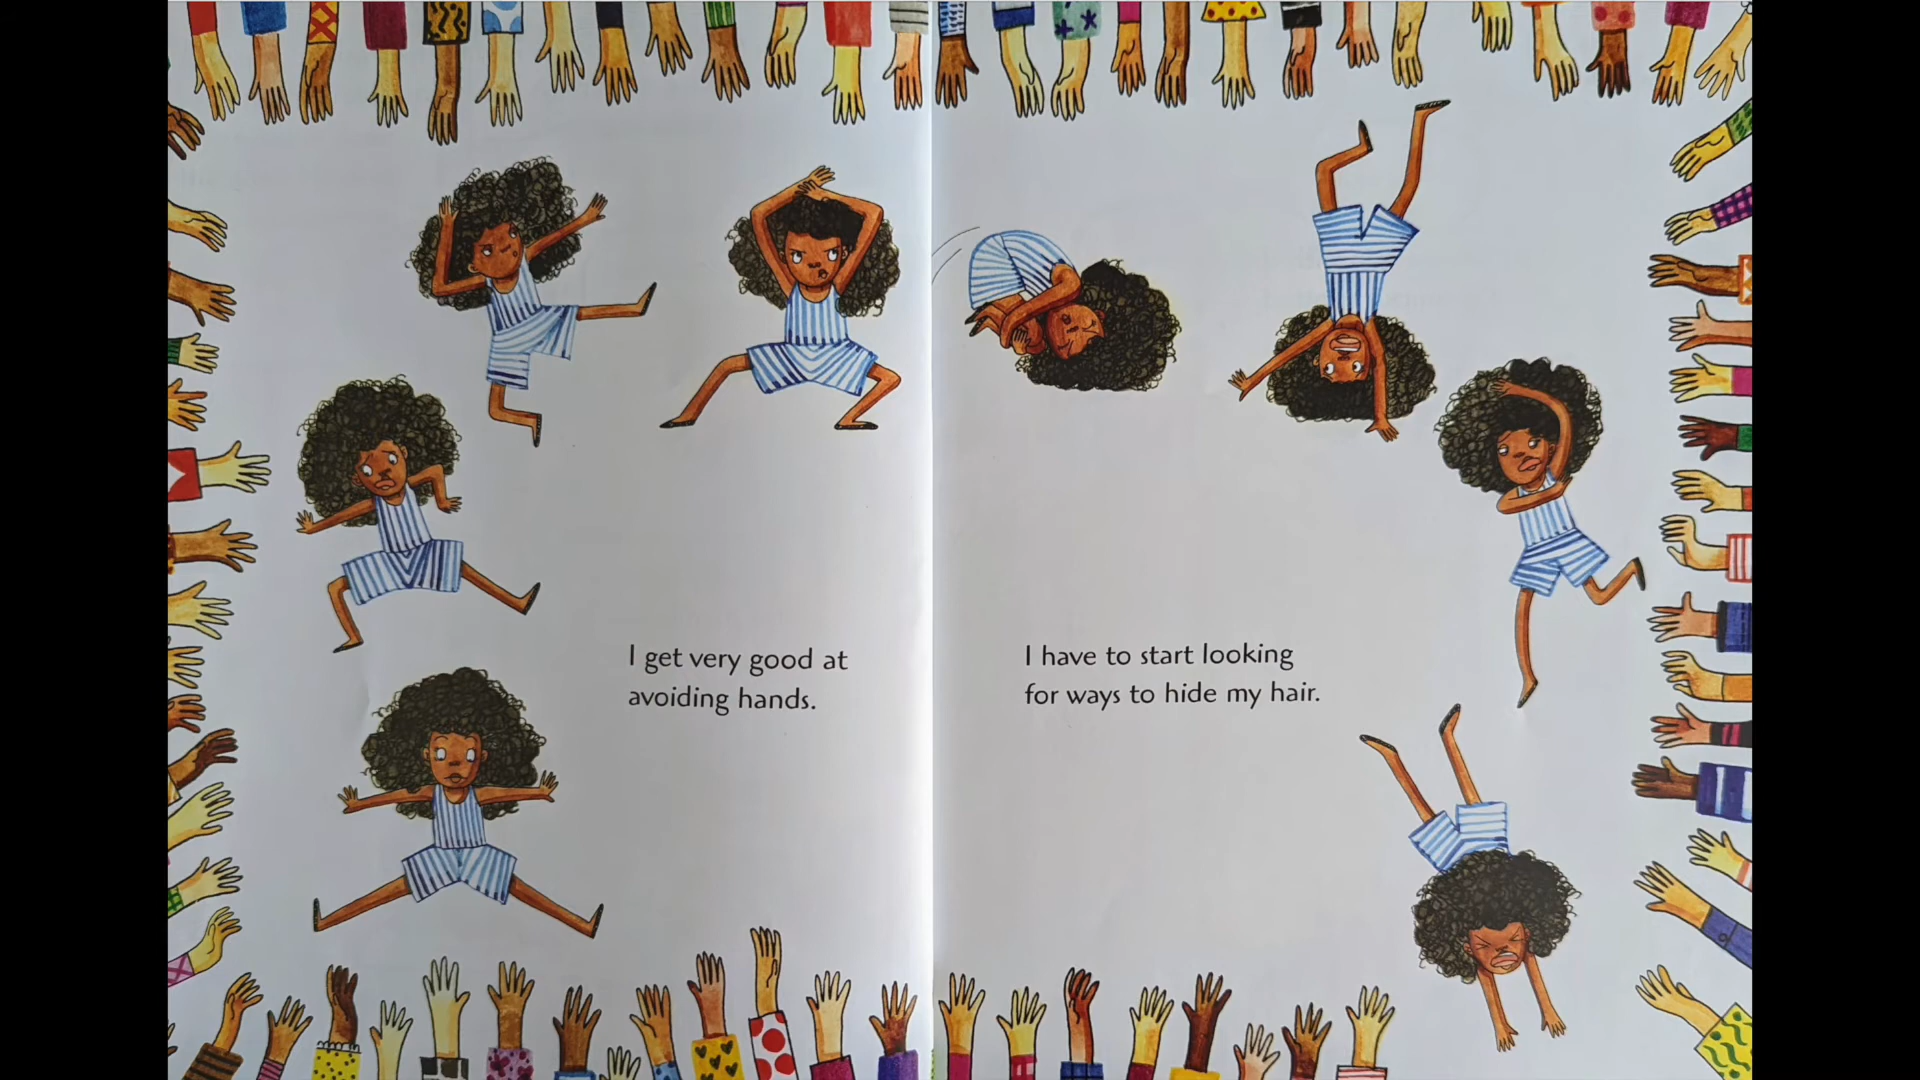 I get very good at
avoiding hands.
I have to start looking
for ways to hide my hair.